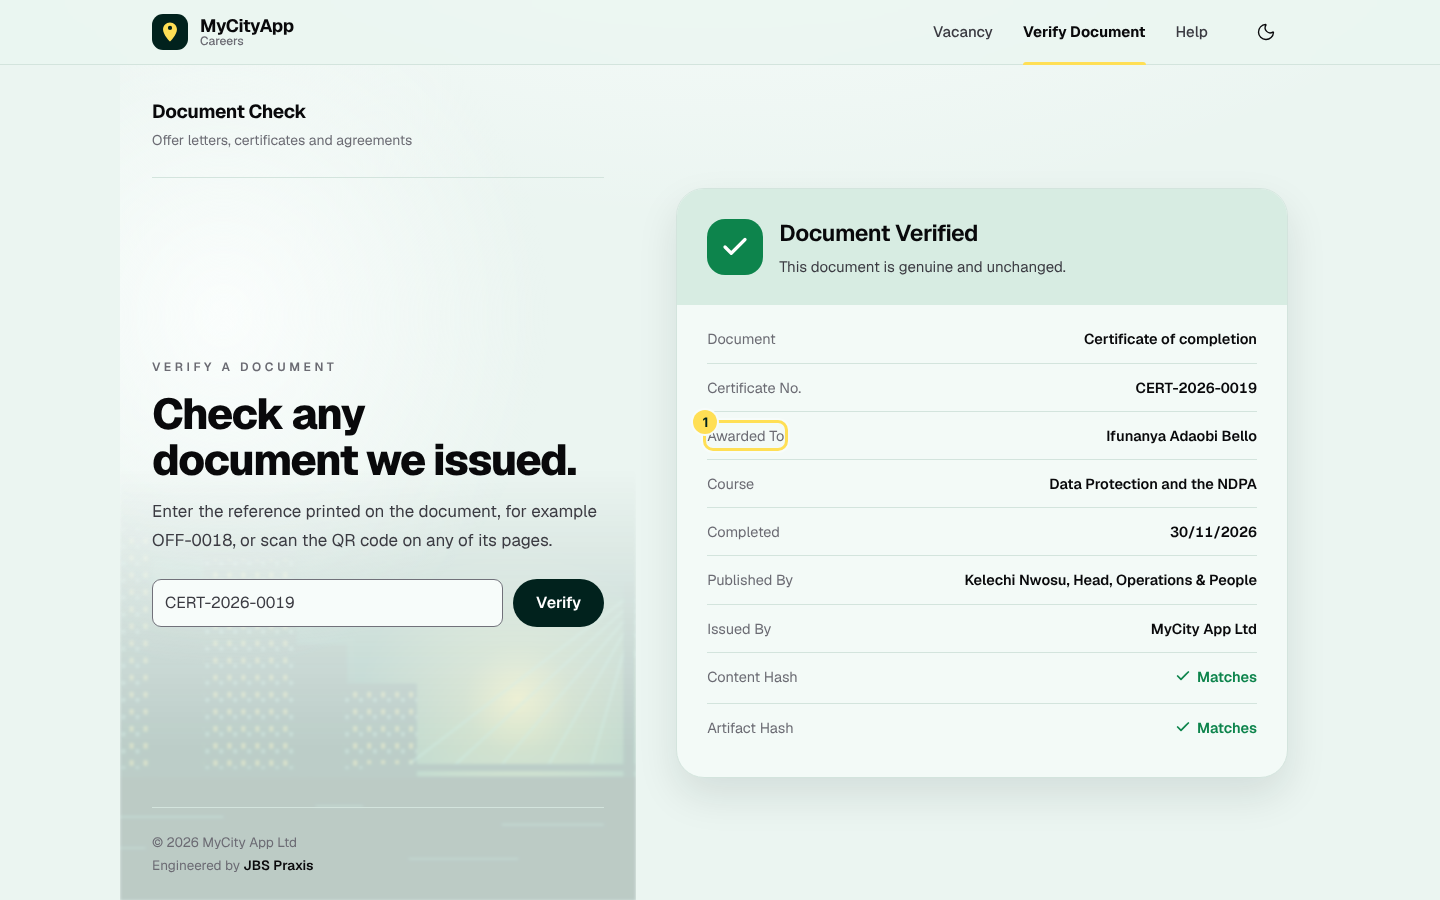 MyCityApp
Careers
Vacancy
Verify Document
Help
Document Check
Offer letters, certificates and agreements
VERIFY A DOCUMENT
Check any
document we issued.
Enter the reference printed on the document, for example
OFF-0018, or scan the QR code on any of its pages.
CERT-2026-0019
Verify
© 2026 MyCity App Ltd
Engineered by JBS Praxis
Document Verified
This document is genuine and unchanged.
Document Certificate of completion
Certificate No. CERT-2026-0019
1
Awarded To Ifunanya Adaobi Bello
Course Data Protection and the NDPA
Completed 30/11/2026
Published By Kelechi Nwosu, Head, Operations & People
Issued By MyCity App Ltd
Content Hash Matches
Artifact Hash Matches